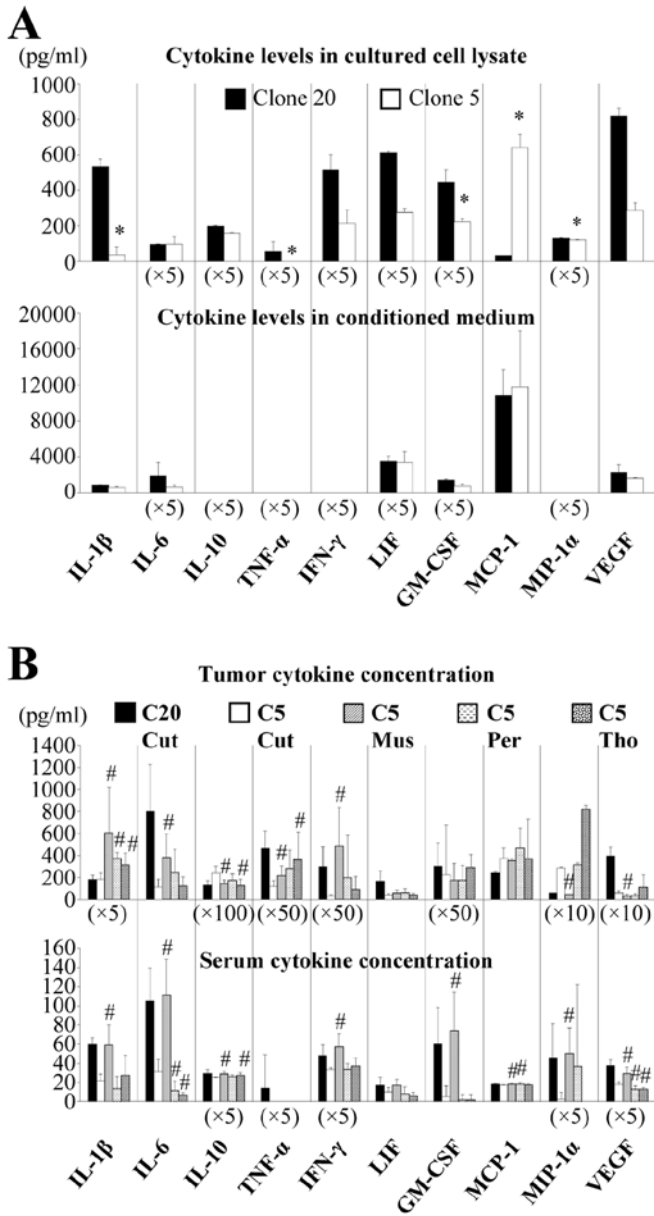 A
(pg/ml)
Cytokine levels in cultured cell lysate
1000
Clone 20 Clone 5
800
600
400
200
0
* * * * *
(×5) (×5) (×5) (×5) (×5) (×5) (×5)
20000
Cytokine levels in conditioned medium
16000
12000
8000
4000
0
(×5) (×5) (×5) (×5) (×5) (×5) (×5)
IL-1β IL-6 IL-10 TNF-α IFN-γ LIF GM-CSF MCP-1 MIP-1α VEGF
B
Tumor cytokine concentration
(pg/ml)
C20 C5 C5 C5 C5
Cut Cut Mus Per Tho
1400
1200
1000
800
600
400
200
0
# # # # # # # # # # #
(×5) (×100) (×50) (×50) (×50) (×10) (×10)
160
Serum cytokine concentration
140
120
100
80
60
40
20
0
# # # # # # # # # # # # # #
(×5) (×5) (×5) (×5) (×5)
IL-1β IL-6 IL-10 TNF-α IFN-γ LIF GM-CSF MCP-1 MIP-1α VEGF